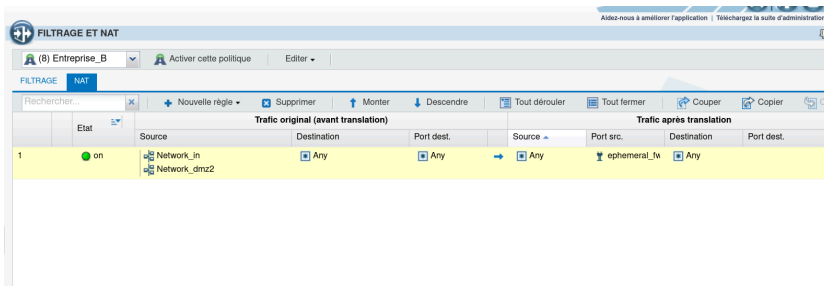 Aidez-nous à améliorer l'application | Téléchargez la suite d'administration
FILTRAGE ET NAT
(8) Entreprise_B Activer cette politique Editer
FILTRAGE NAT
Rechercher... Nouvelle règle Supprimer Monter Descendre Tout dérouler Tout fermer Couper Copier
Trafic original (avant translation) Trafic après translation
Etat
Source Destination Port dest. Source Port src. Destination Port dest.
1 on Network_in Any Any Any ephemeral_fw Any
Network_dmz2